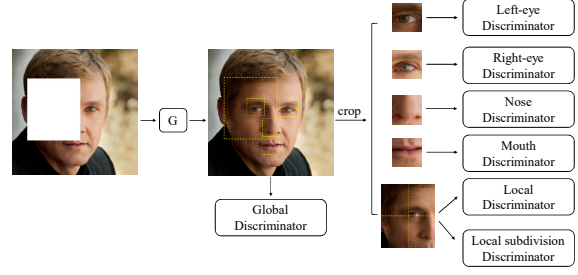 Left-eye
Discriminator
Right-eye
Discriminator
G
crop
Nose
Discriminator
Mouth
Discriminator
Global
Discriminator
Local
Discriminator
Local subdivision
Discriminator